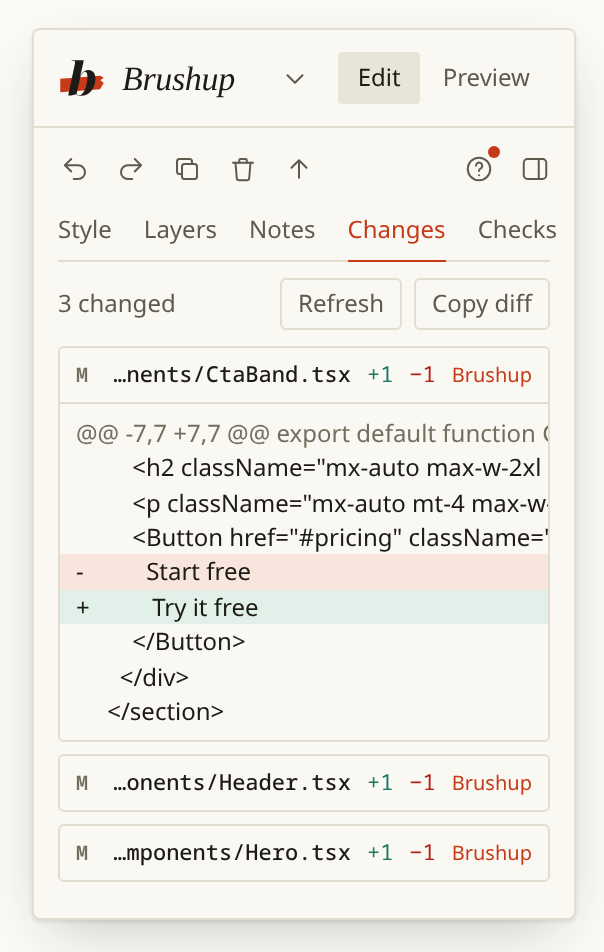 b Brushup Edit Preview
Style Layers Notes Changes Checks
3 changed Refresh Copy diff
M …nents/CtaBand.tsx +1 −1 Brushup
@@ -7,7 +7,7 @@ export default function
<h2 className="mx-auto max-w-2xl
<p className="mx-auto mt-4 max-w-
<Button href="#pricing" className="
- Start free
+ Try it free
</Button>
</div>
</section>
M …onents/Header.tsx +1 −1 Brushup
M …mponents/Hero.tsx +1 −1 Brushup